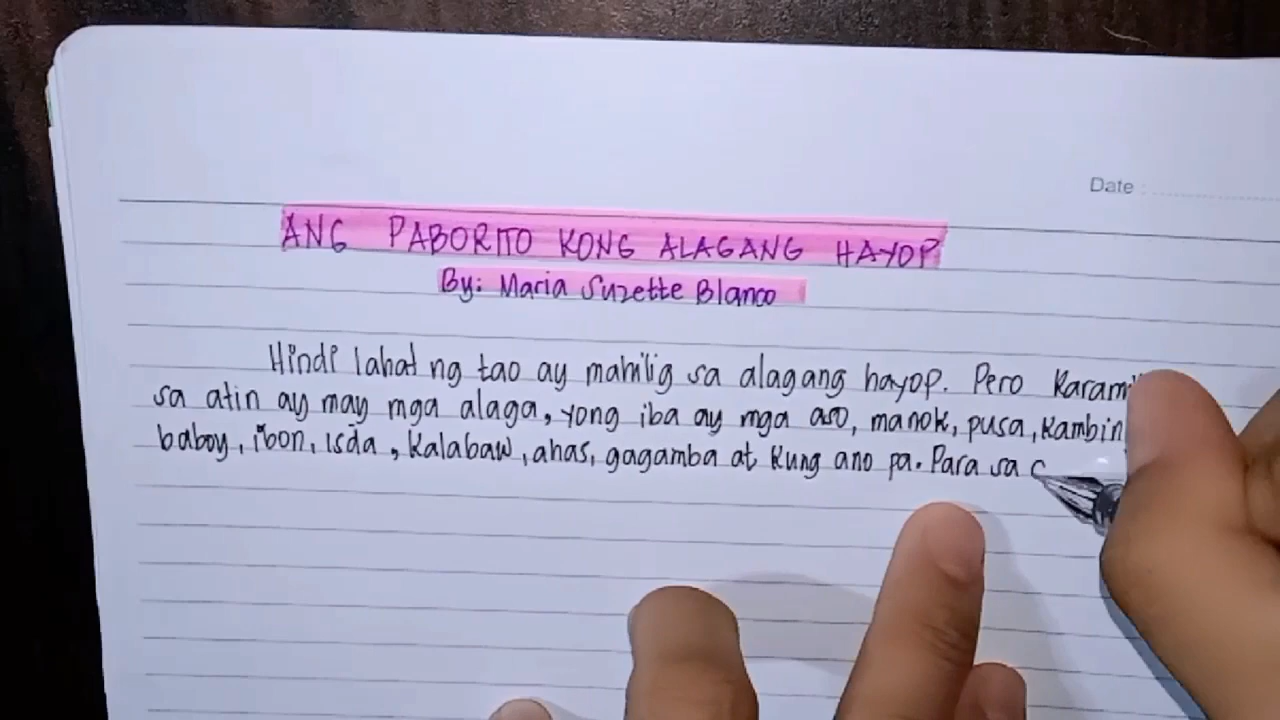 Date :
ANG PABORITO KONG ALAGANG HAYOP
By: Maria Suzette Blanco
Hindi lahat ng tao ay mahilig sa alagang hayop. Pero
sa atin ay may mga alaga, yong iba ay mga aso, manok, pusa,
baboy, ibon, isda, kalabaw, ahas, gagamba at kung ano pa. Para sa